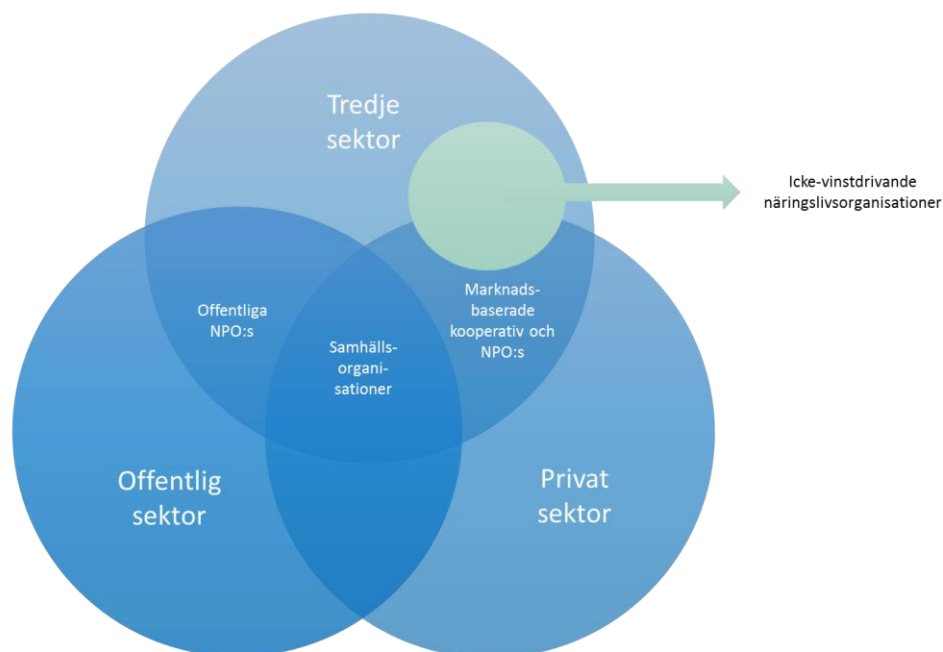 Tredje
sektor
Icke-vinstdrivande
näringslivsorganisationer
Offentliga
NPO:s
Marknads-
baserade
kooperativ och
NPO:s
Samhälls-
organi-
sationer
Offentlig
sektor
Privat
sektor